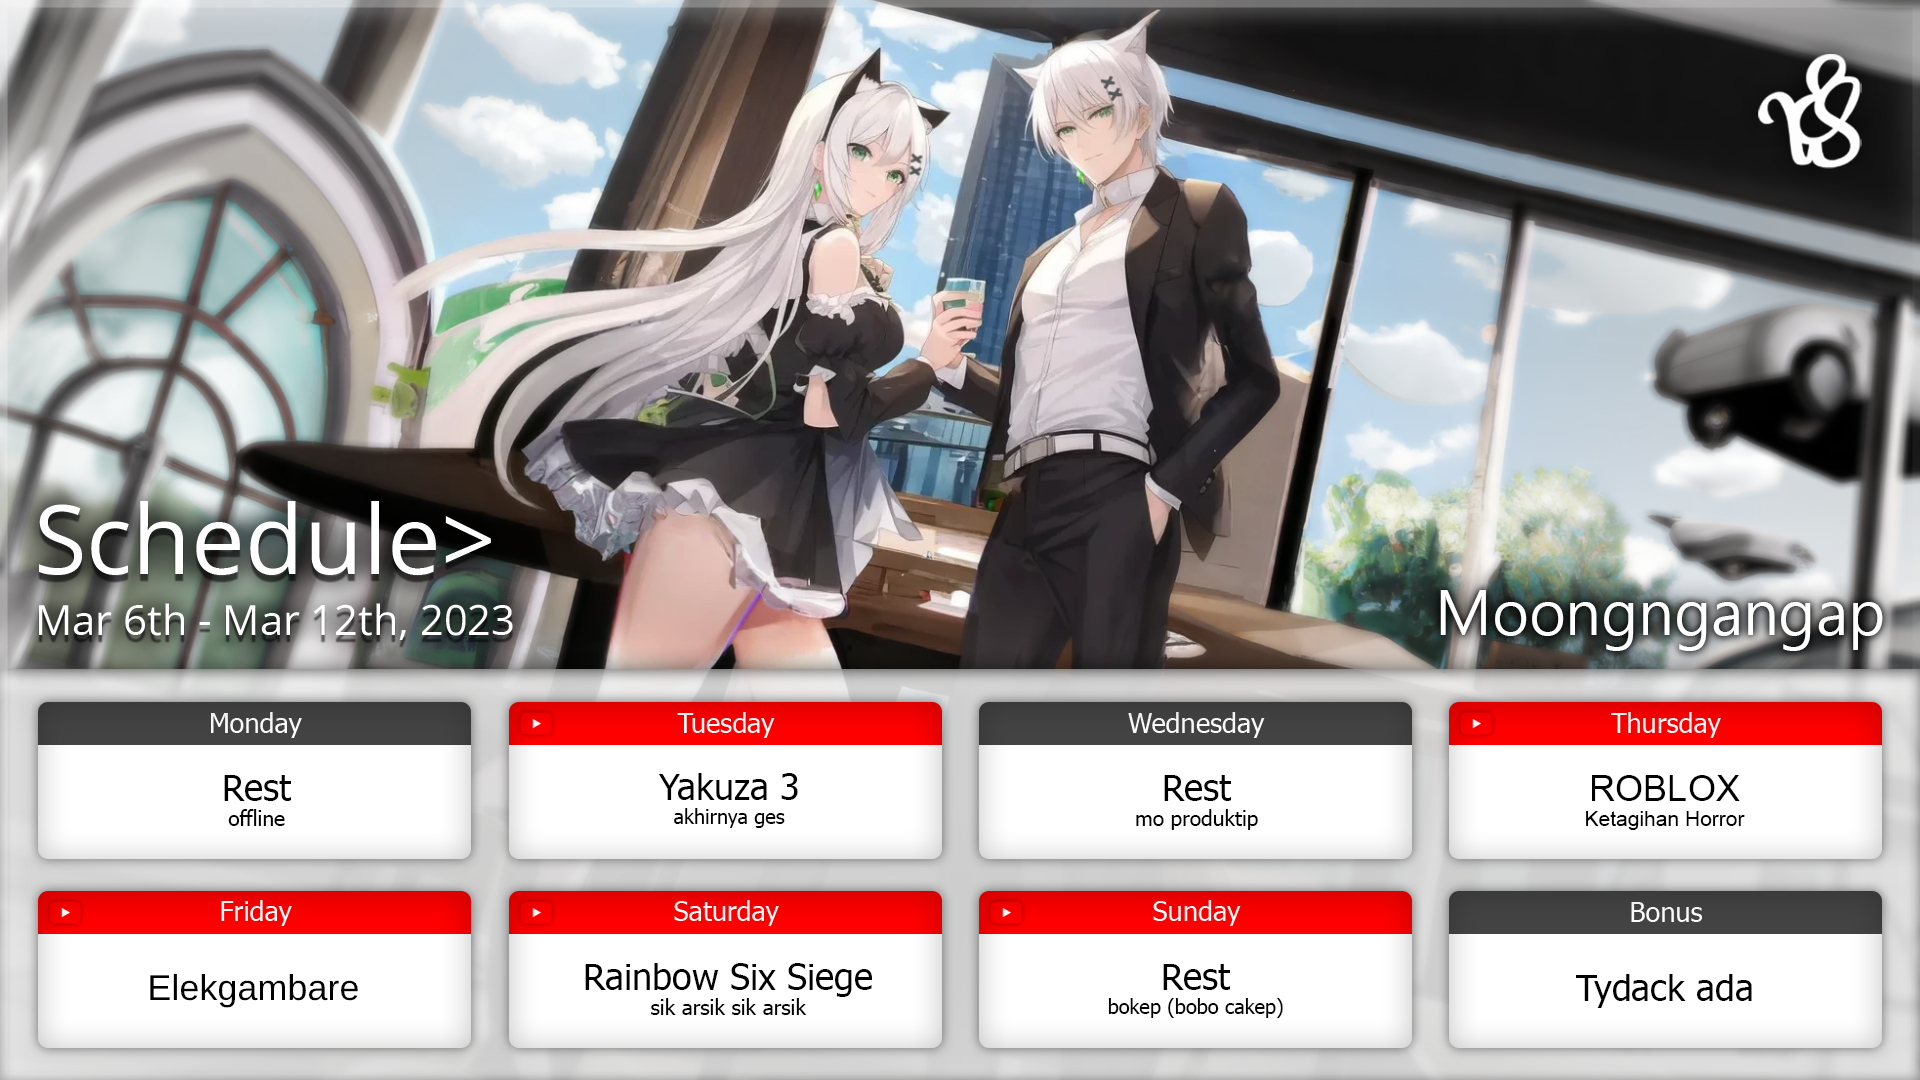 Schedule>
Mar 6th - Mar 12th, 2023
Moongngangap
Monday
Rest
offline
Tuesday
Yakuza 3
akhirnya ges
Wednesday
Rest
mo produktip
Thursday
ROBLOX
Ketagihan Horror
Friday
Elekgambare
Saturday
Rainbow Six Siege
sik arsik sik arsik
Sunday
Rest
bokep (bobo cakep)
Bonus
Tydack ada